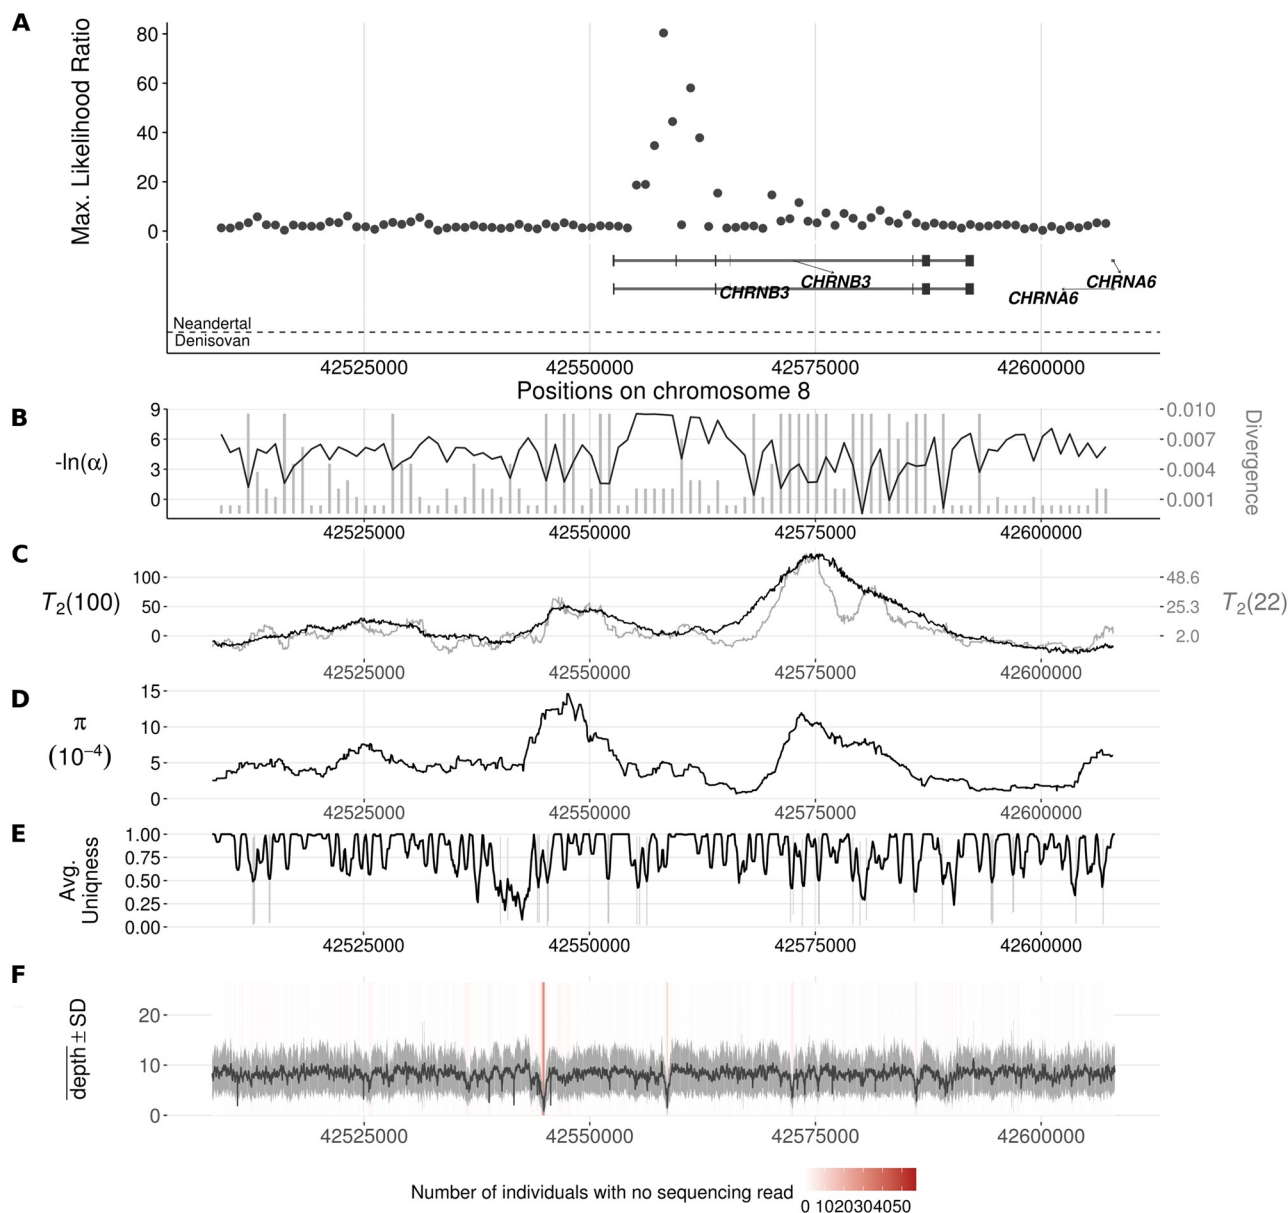 A
Max. Likelihood Ratio
80
60
40
20
0
CHRNB3
CHRNB3
CHRNA6
CHRNA6
Neandertal
Denisovan
42525000 42550000 42575000 42600000
Positions on chromosome 8
B
-ln(α)
9
6
3
0
0.010
0.007
0.004
0.001
Divergence
42525000 42550000 42575000 42600000
C
T2(100)
100
50
0
48.6
25.3
2.0
T2(22)
42525000 42550000 42575000 42600000
D
π
(10−4)
15
10
5
0
42525000 42550000 42575000 42600000
E
Avg.
Uniqness
1.00
0.75
0.50
0.25
0.00
42525000 42550000 42575000 42600000
F
depth ± SD
20
10
0
42525000 42550000 42575000 42600000
Number of individuals with no sequencing read
0 1020304050